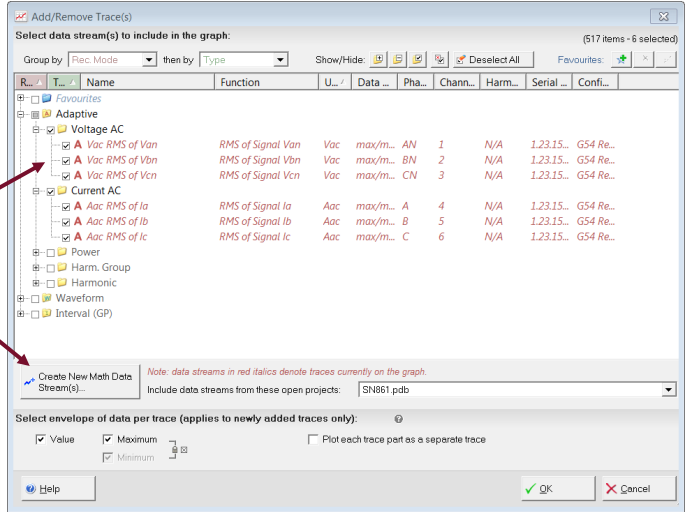 Add/Remove Trace(s)
Select data stream(s) to include in the graph:
(517 items - 6 selected)
Group by Rec. Mode then by Type Show/Hide: Deselect All Favourites:
R... T... Name Function U... Data ... Pha... Chann... Harm... Serial ... Confi...
Favourites
Adaptive
Voltage AC
A Vac RMS of Van RMS of Signal Van Vac max/m... AN 1 N/A 1.23.15... G54 Re...
A Vac RMS of Vbn RMS of Signal Vbn Vac max/m... BN 2 N/A 1.23.15... G54 Re...
A Vac RMS of Vcn RMS of Signal Vcn Vac max/m... CN 3 N/A 1.23.15... G54 Re...
Current AC
A Aac RMS of Ia RMS of Signal Ia Aac max/m... A 4 N/A 1.23.15... G54 Re...
A Aac RMS of Ib RMS of Signal Ib Aac max/m... B 5 N/A 1.23.15... G54 Re...
A Aac RMS of Ic RMS of Signal Ic Aac max/m... C 6 N/A 1.23.15... G54 Re...
Power
Harm. Group
Harmonic
Waveform
Interval (GP)
Create New Math Data
Stream(s)...
Note: data streams in red italics denote traces currently on the graph.
Include data streams from these open projects: SN861.pdb
Select envelope of data per trace (applies to newly added traces only):
Value Maximum Plot each trace part as a separate trace
Minimum
Help OK Cancel